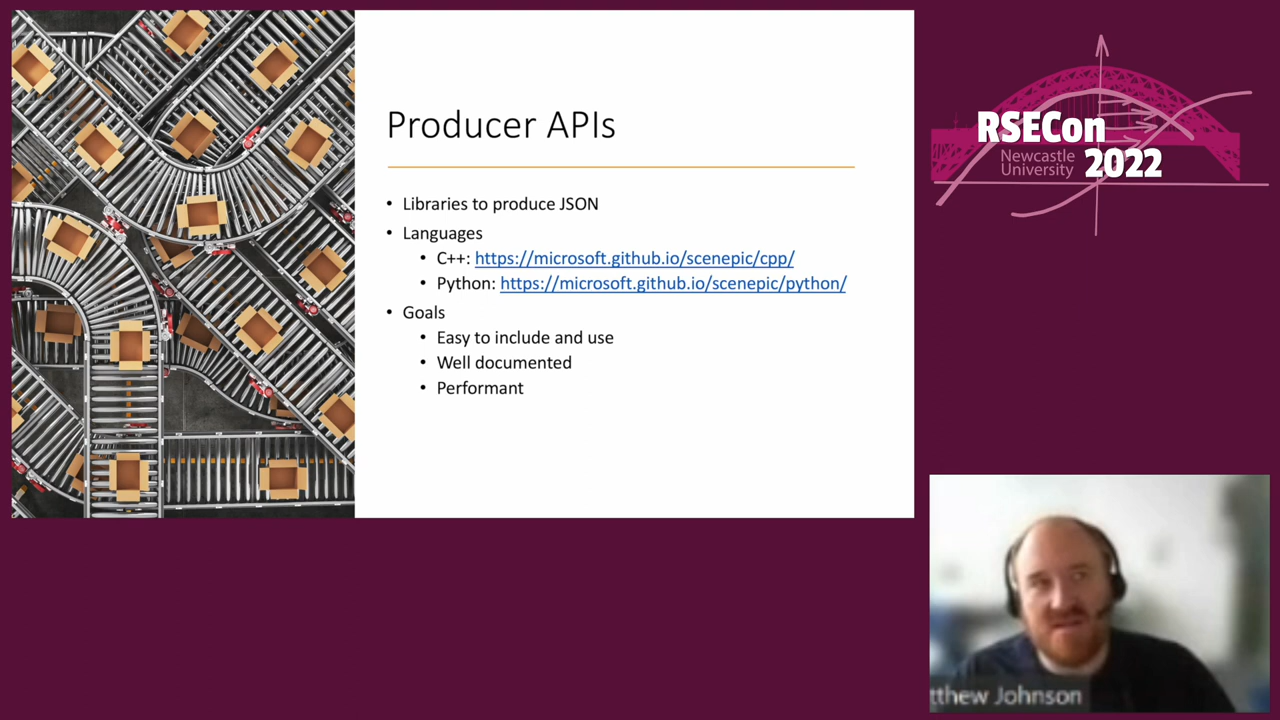 Producer APIs
• Libraries to produce JSON
• Languages
• C++: https://microsoft.github.io/scenepic/cpp/
• Python: https://microsoft.github.io/scenepic/python/
• Goals
• Easy to include and use
• Well documented
• Performant
RSECon
Newcastle
University
2022
tthew Johnson